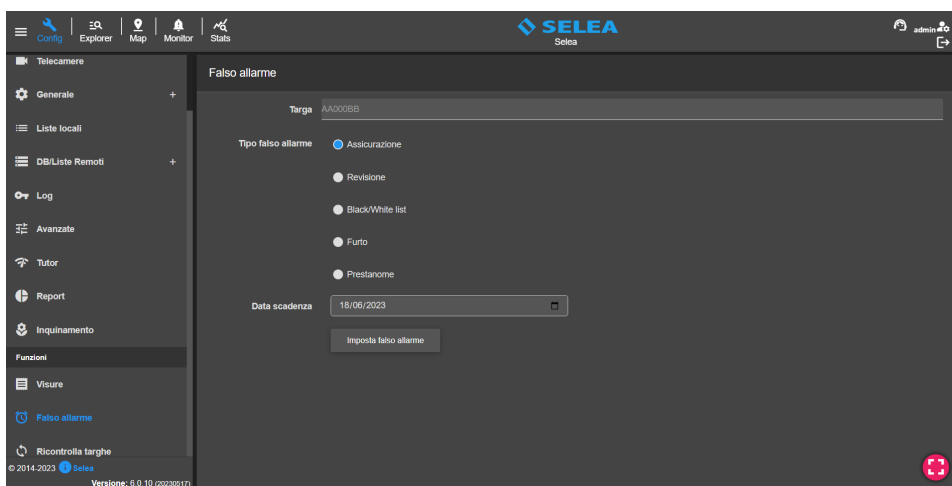 Config
Explorer
Map
Monitor
Stats
SELEA
Selea
admin
Telecamere
Generale +
Liste locali
DB/Liste Remoti +
Log
Avanzate
Tutor
Report
Inquinamento
Funzioni
Visure
Falso allarme
Ricontrolla targhe
© 2014-2023 i Selea
Versione: 6.0.10 (20230517)
Falso allarme
Targa AA000BB
Tipo falso allarme Assicurazione
Revisione
Black/White list
Furto
Prestanome
Data scadenza 18/06/2023
Imposta falso allarme